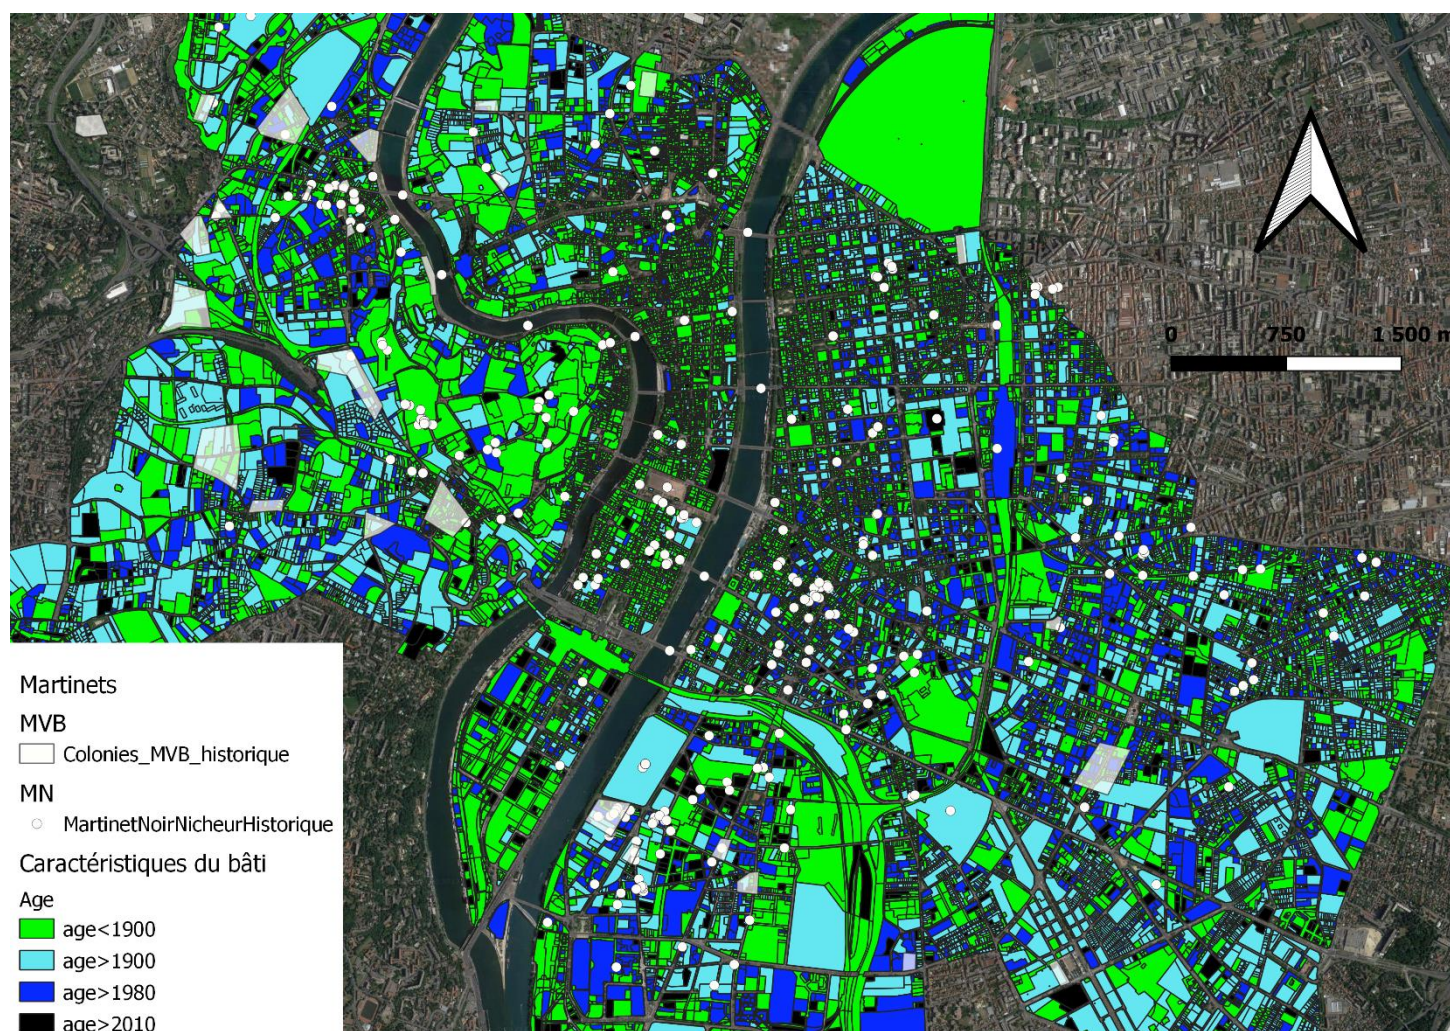 0 750 1 500 m
Martinets
MVB
Colonies_MVB_historique
MN
MartinetNoirNicheurHistorique
Caractéristiques du bâti
Age
age<1900
age>1900
age>1980
age>2010